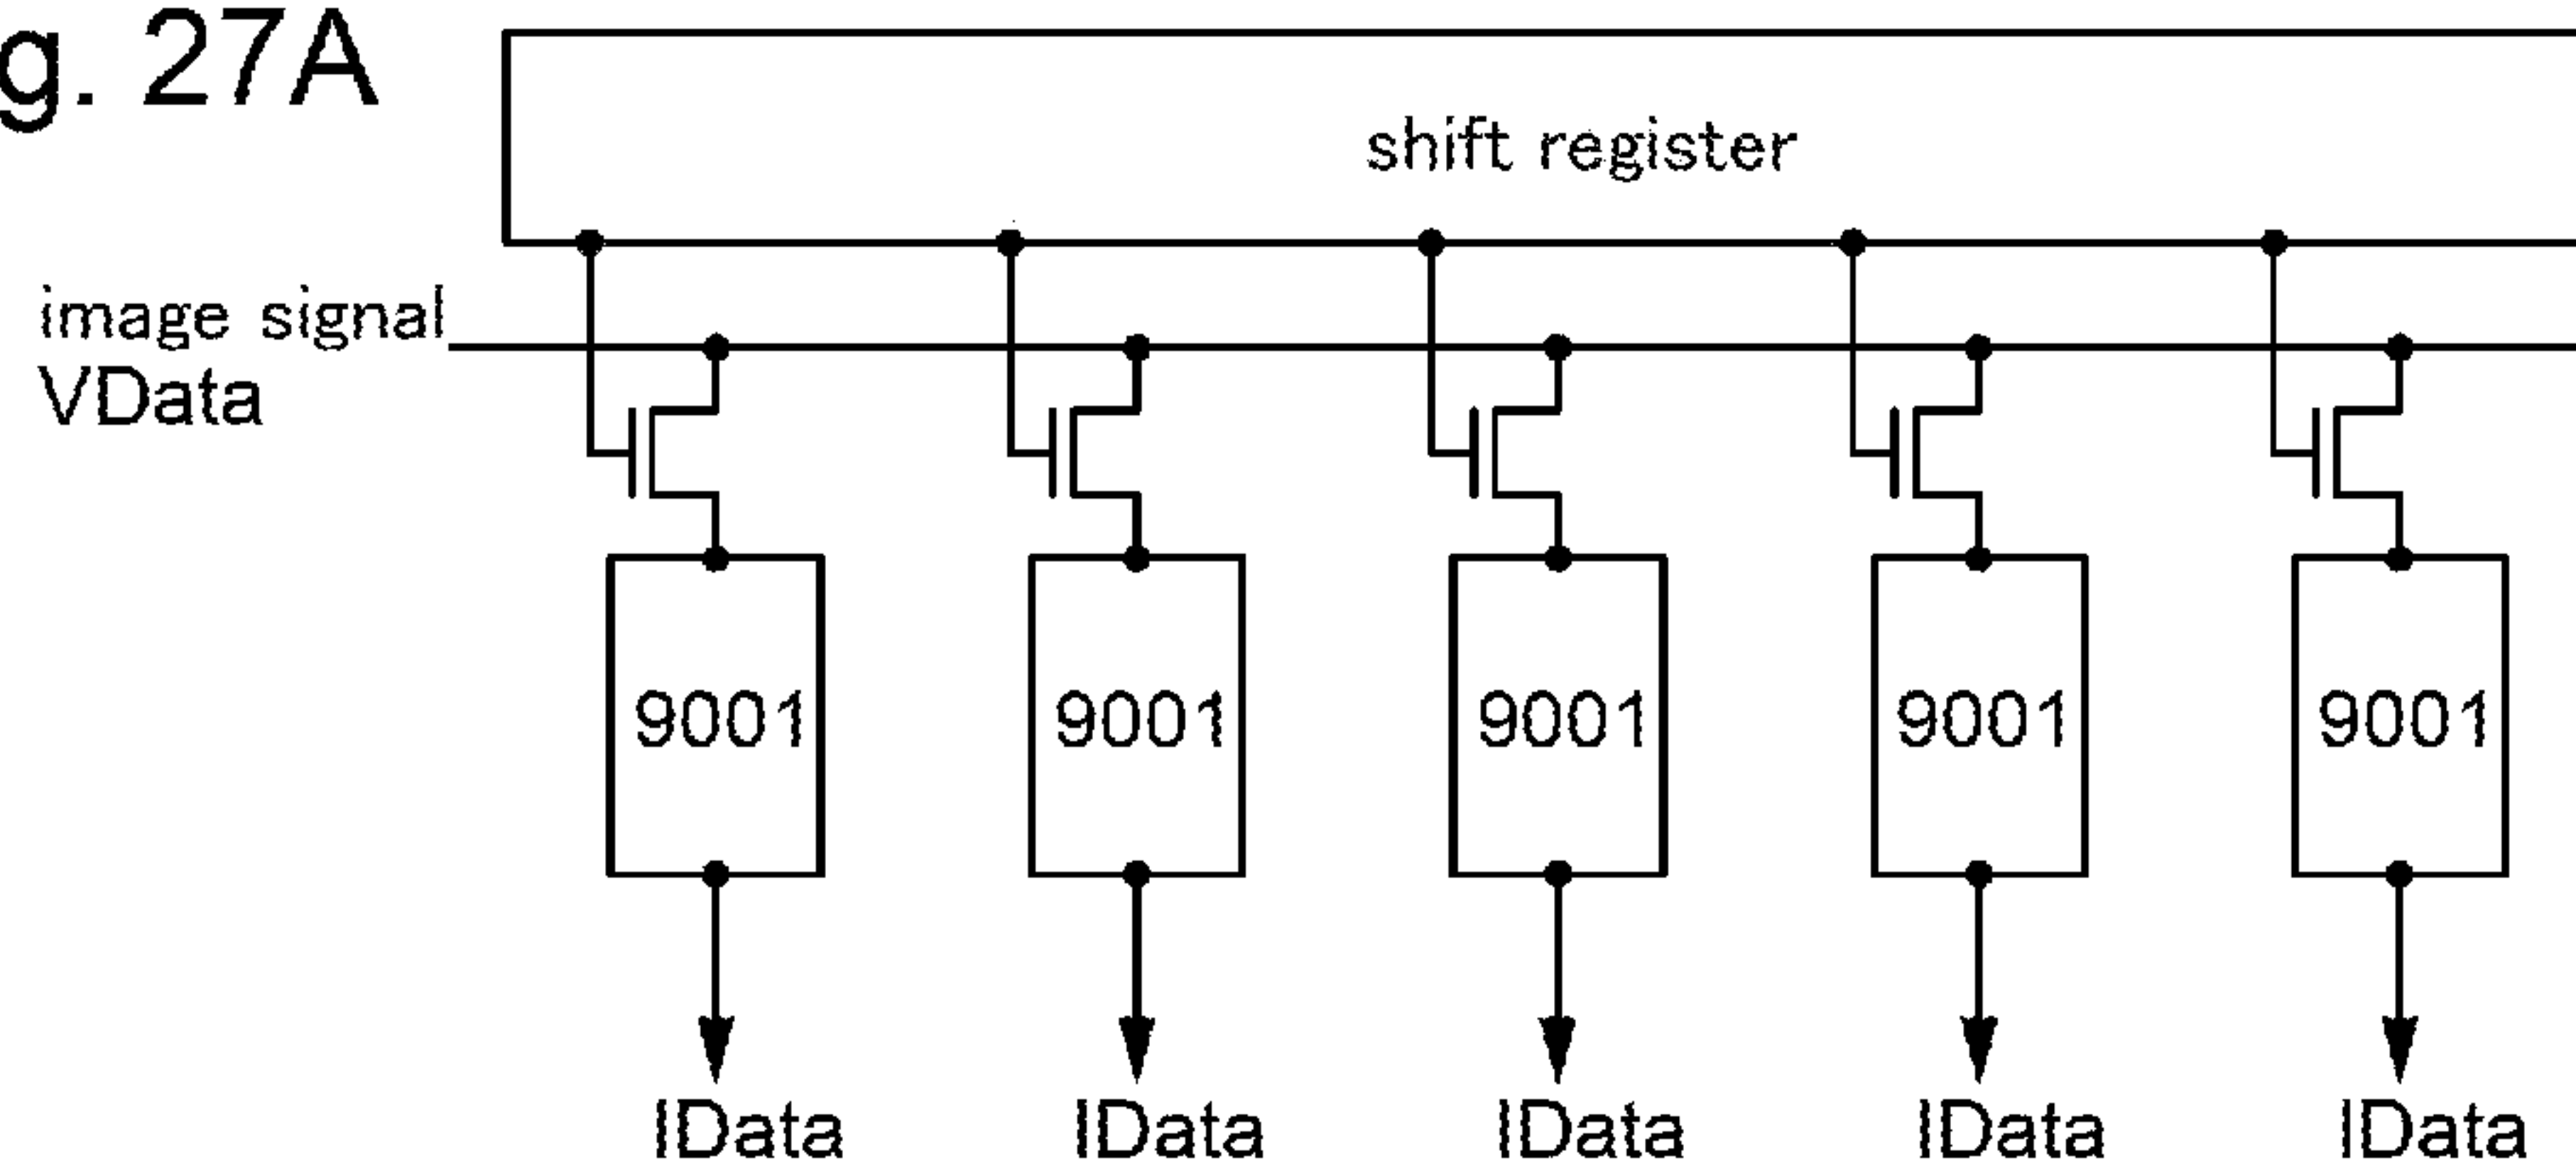 g. 27A
shift register
image signal
VData
9001 9001 9001 9001 9001
IData IData IData IData IData